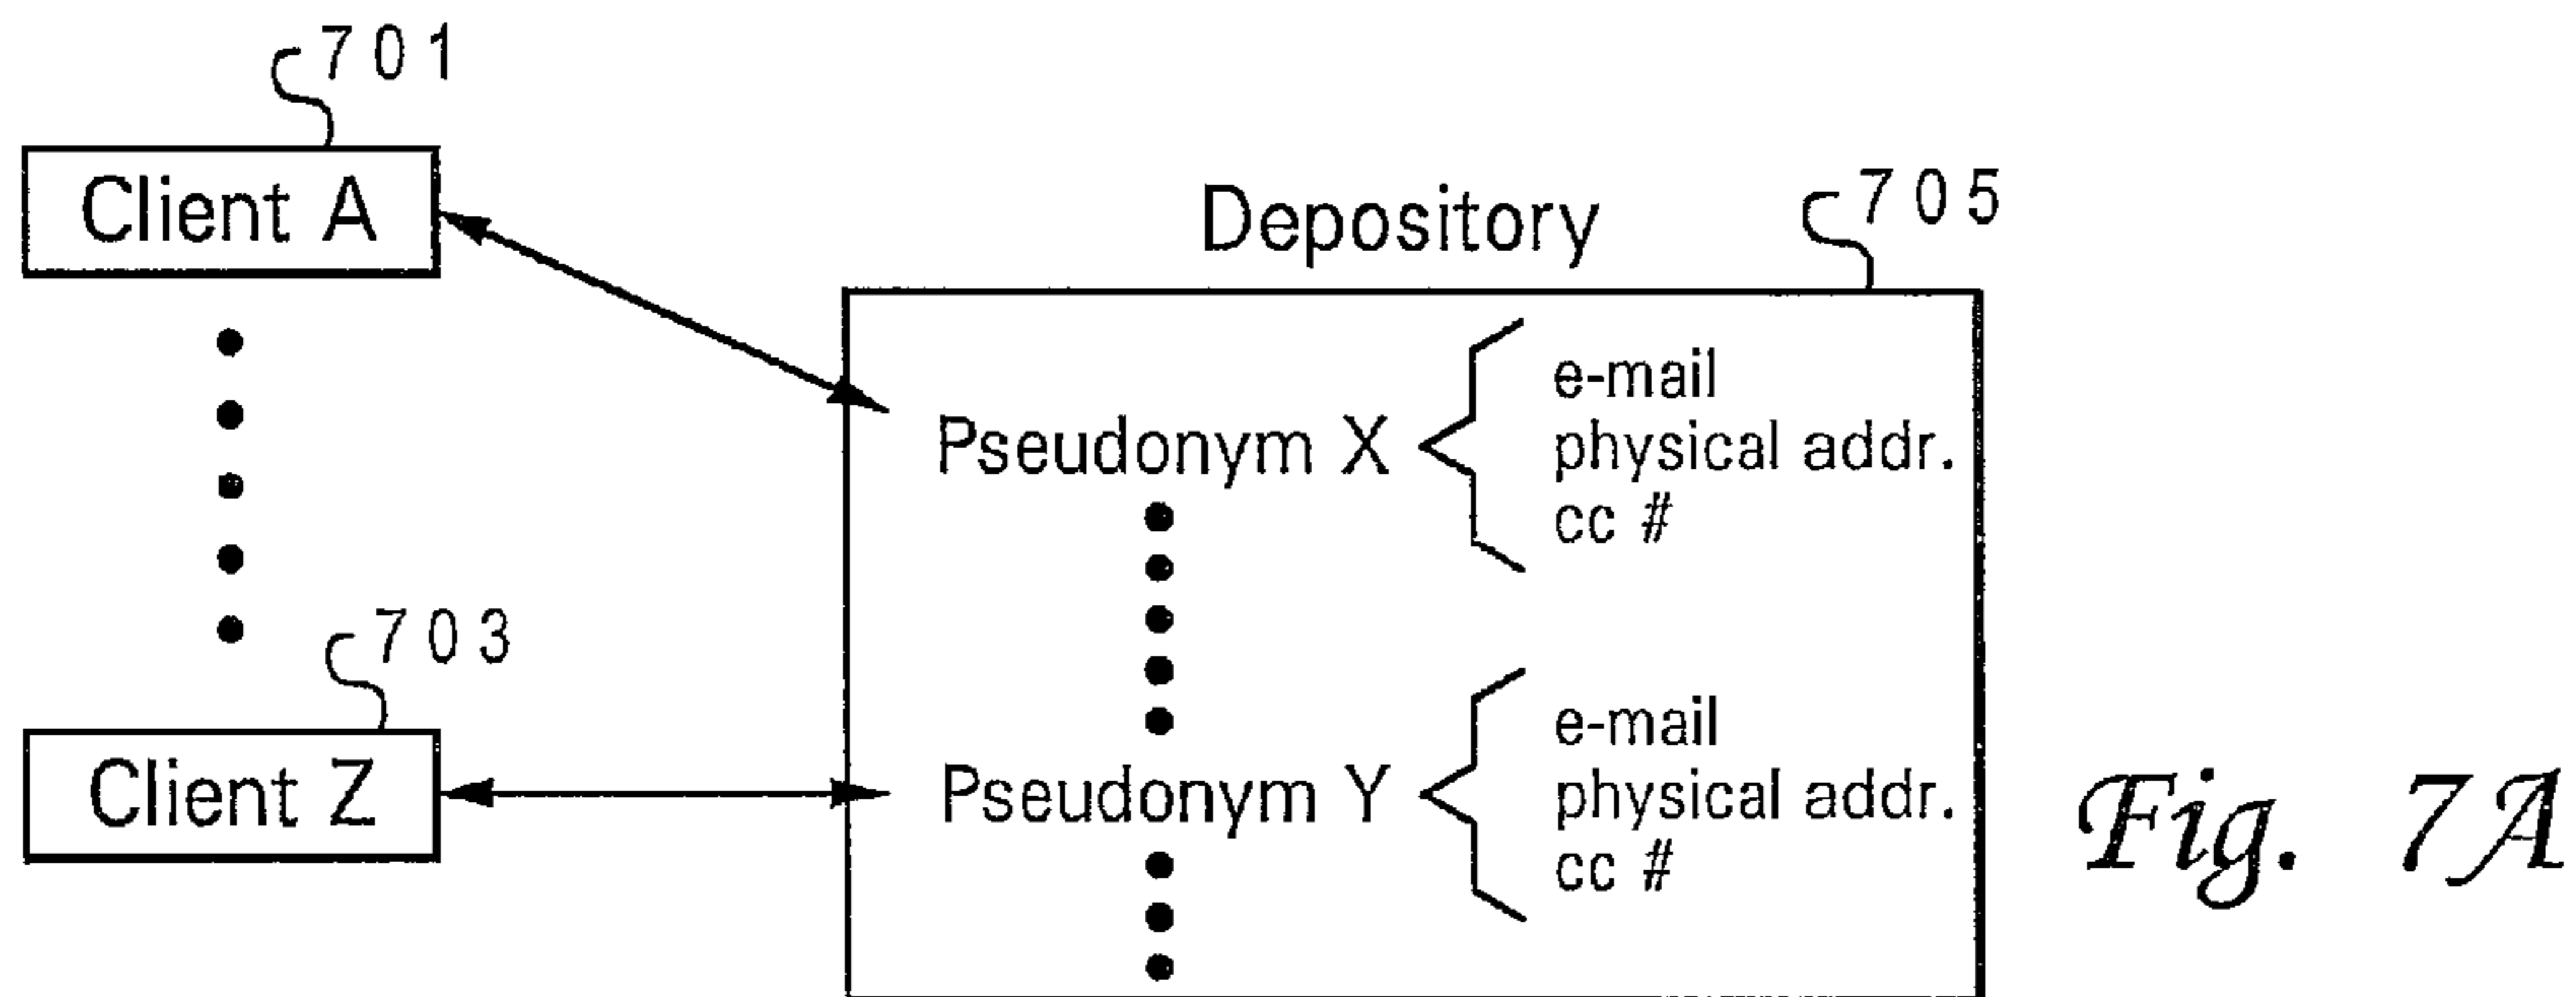 701
Client A
Depository
705
Pseudonym X
e-mail
physical addr.
cc #
703
Client Z
Pseudonym Y
e-mail
physical addr.
cc #
Fig. 7A